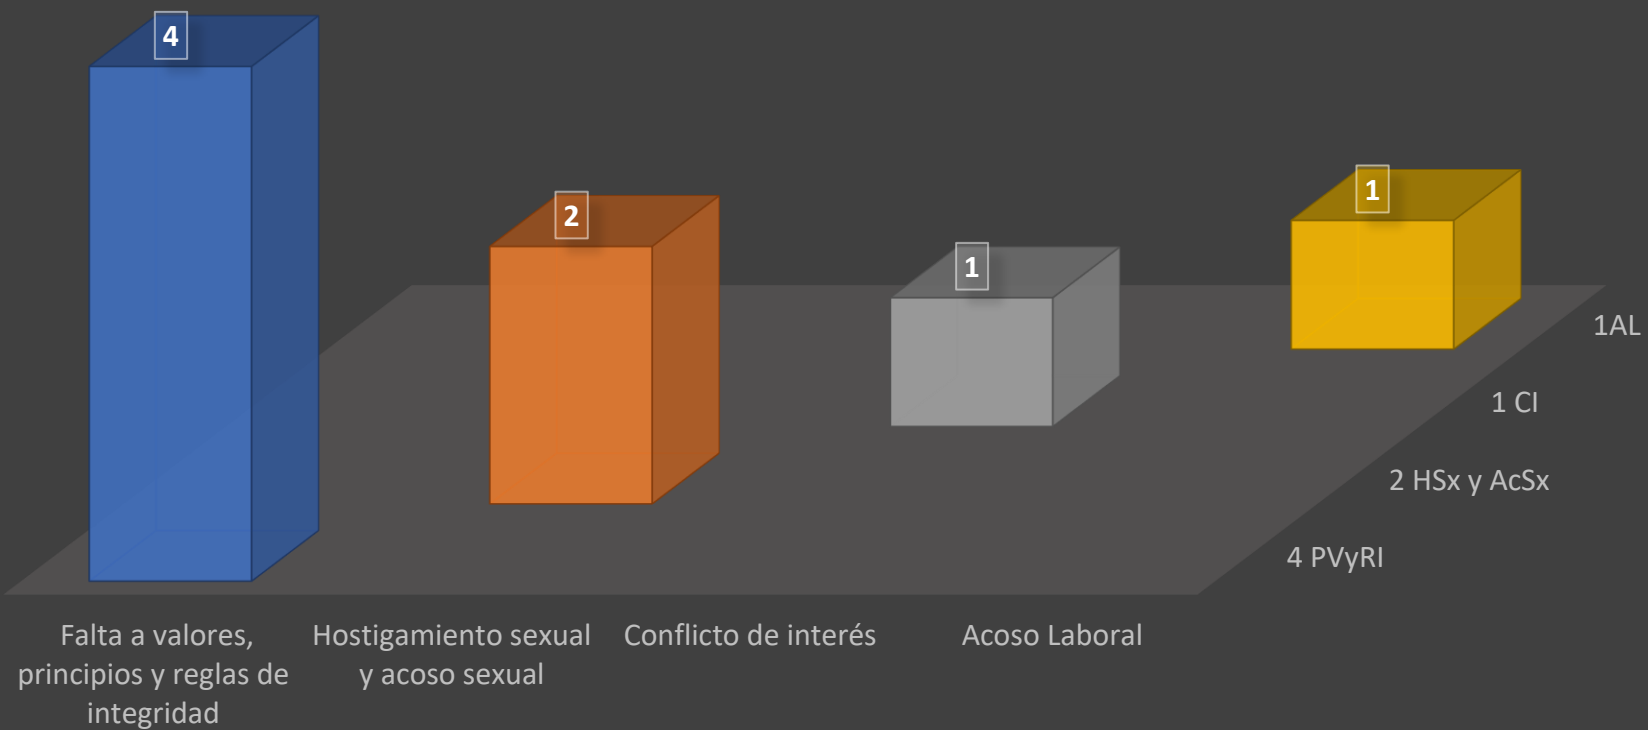 4
2
1
1
1AL
1 CI
2 HSx y AcSx
4 PVyRI
Falta a valores,
principios y reglas de
integridad
Hostigamiento sexual
y acoso sexual
Conflicto de interés
Acoso Laboral